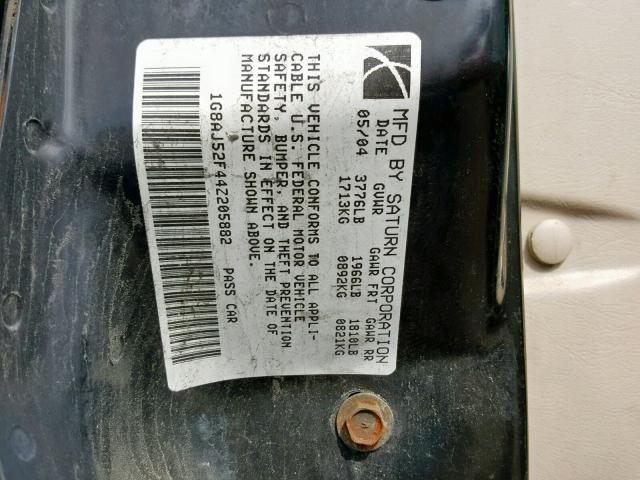 MFD BY SATURN CORPORATION
DATE GVWR GAWR FRT GAWR RR
05/04 3776LB 1966LB 1810LB
1713KG 0892KG 0821KG
THIS VEHICLE CONFORMS TO ALL APPLI-
CABLE U.S. FEDERAL MOTOR VEHICLE
SAFETY, BUMPER, AND THEFT PREVENTION
STANDARDS IN EFFECT ON THE DATE OF
MANUFACTURE SHOWN ABOVE.
1G8AJ52F44Z205882 PASS CAR